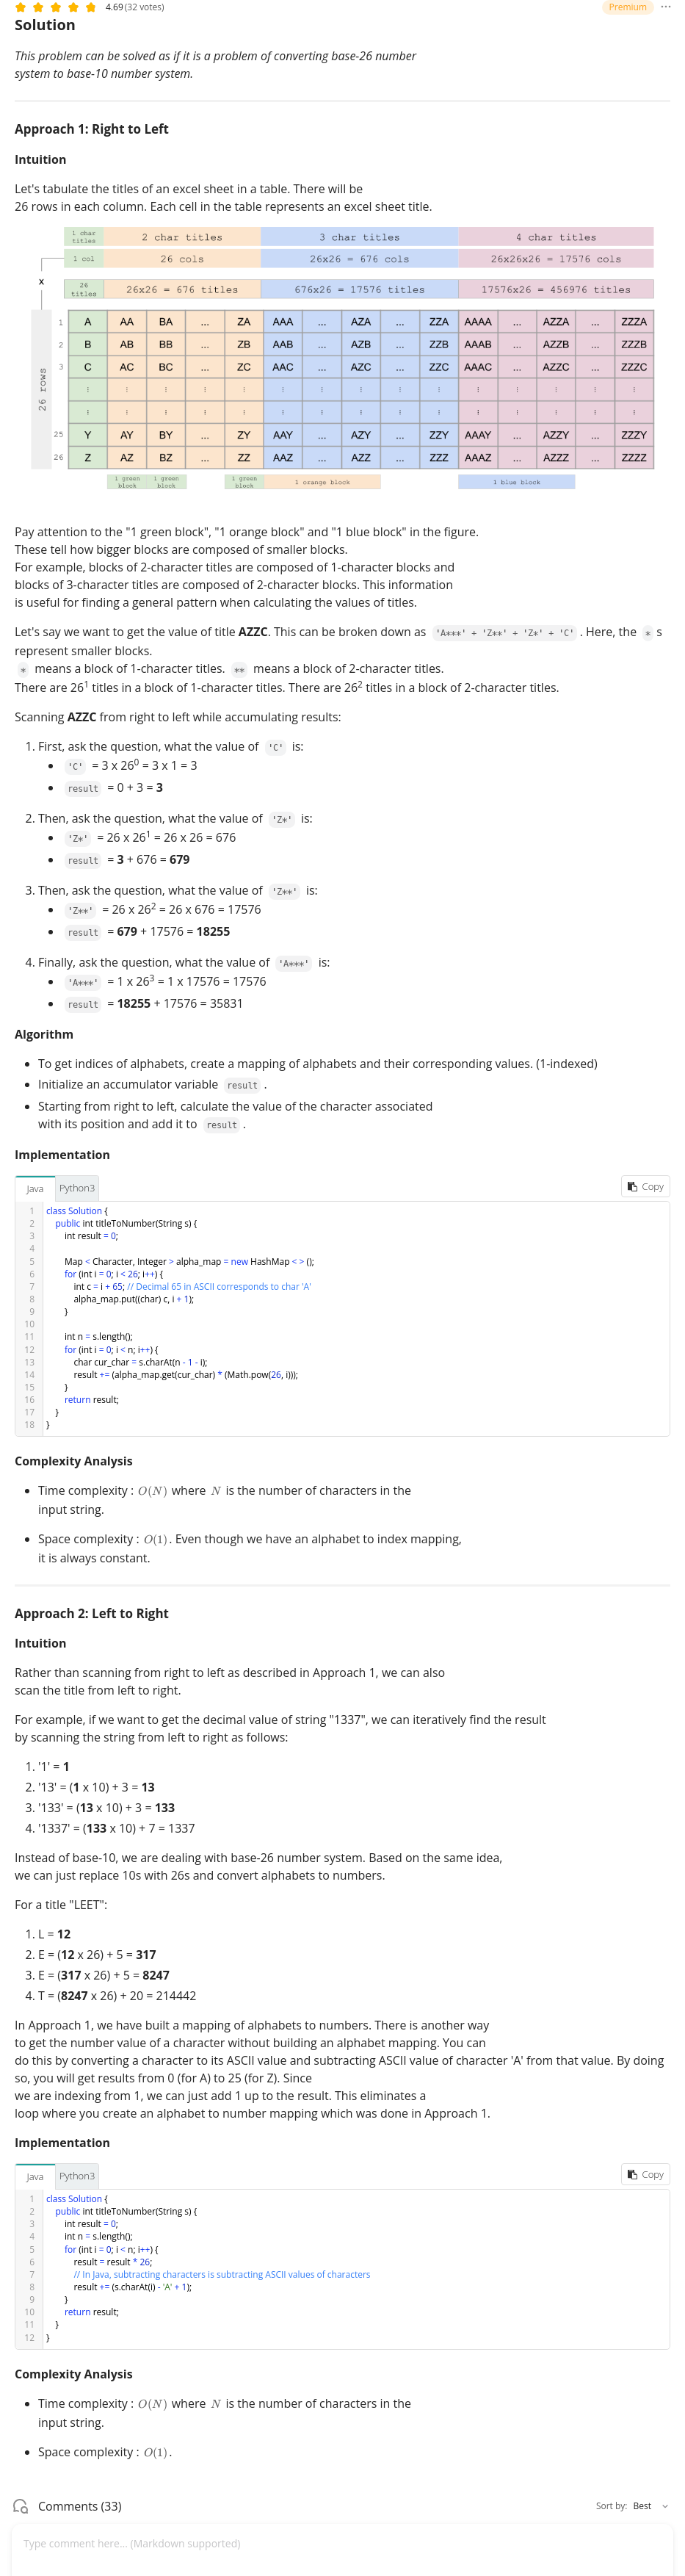 4.69 (32 votes)
Premium
Solution
This problem can be solved as if it is a problem of converting base-26 number
system to base-10 number system.
Approach 1: Right to Left
Intuition
Let's tabulate the titles of an excel sheet in a table. There will be
26 rows in each column. Each cell in the table represents an excel sheet title.
1 char titles 2 char titles 3 char titles 4 char titles
1 col 26 cols 26x26 = 676 cols 26x26x26 = 17576 cols
x
26 titles 26x26 = 676 titles 676x26 = 17576 titles 17576x26 = 456976 titles
26 rows
1 A AA BA ... ZA AAA ... AZA ... ZZA AAAA ... AZZA ... ZZZA
2 B AB BB ... ZB AAB ... AZB ... ZZB AAAB ... AZZB ... ZZZB
3 C AC BC ... ZC AAC ... AZC ... ZZC AAAC ... AZZC ... ZZZC
⋮ ⋮ ⋮ ⋮ ⋮ ⋮ ⋮ ⋮ ⋮ ⋮ ⋮
⋮ ⋮ ⋮ ⋮ ⋮ ⋮ ⋮ ⋮ ⋮ ⋮ ⋮
25 Y AY BY ... ZY AAY ... AZY ... ZZY AAAY ... AZZY ... ZZZY
26 Z AZ BZ ... ZZ AAZ ... AZZ ... ZZZ AAAZ ... AZZZ ... ZZZZ
1 green block 1 green block 1 green block 1 orange block 1 blue block
Pay attention to the "1 green block", "1 orange block" and "1 blue block" in the figure.
These tell how bigger blocks are composed of smaller blocks.
For example, blocks of 2-character titles are composed of 1-character blocks and
blocks of 3-character titles are composed of 2-character blocks. This information
is useful for finding a general pattern when calculating the values of titles.
Let's say we want to get the value of title AZZC. This can be broken down as 'A***' + 'Z**' + 'Z*' + 'C' . Here, the * s
represent smaller blocks.
* means a block of 1-character titles. ** means a block of 2-character titles.
There are 26¹ titles in a block of 1-character titles. There are 26² titles in a block of 2-character titles.
Scanning AZZC from right to left while accumulating results:
1. First, ask the question, what the value of 'C' is:
• 'C' = 3 x 26⁰ = 3 x 1 = 3
• result = 0 + 3 = 3
2. Then, ask the question, what the value of 'Z*' is:
• 'Z*' = 26 x 26¹ = 26 x 26 = 676
• result = 3 + 676 = 679
3. Then, ask the question, what the value of 'Z**' is:
• 'Z**' = 26 x 26² = 26 x 676 = 17576
• result = 679 + 17576 = 18255
4. Finally, ask the question, what the value of 'A***' is:
• 'A***' = 1 x 26³ = 1 x 17576 = 17576
• result = 18255 + 17576 = 35831
Algorithm
• To get indices of alphabets, create a mapping of alphabets and their corresponding values. (1-indexed)
• Initialize an accumulator variable result .
• Starting from right to left, calculate the value of the character associated
with its position and add it to result .
Implementation
Java Python3 Copy
1 class Solution {
2 public int titleToNumber(String s) {
3 int result = 0;
4
5 Map < Character, Integer > alpha_map = new HashMap < > ();
6 for (int i = 0; i < 26; i++) {
7 int c = i + 65; // Decimal 65 in ASCII corresponds to char 'A'
8 alpha_map.put((char) c, i + 1);
9 }
10
11 int n = s.length();
12 for (int i = 0; i < n; i++) {
13 char cur_char = s.charAt(n - 1 - i);
14 result += (alpha_map.get(cur_char) * (Math.pow(26, i)));
15 }
16 return result;
17 }
18 }
Complexity Analysis
• Time complexity : O(N) where N is the number of characters in the
input string.
• Space complexity : O(1). Even though we have an alphabet to index mapping,
it is always constant.
Approach 2: Left to Right
Intuition
Rather than scanning from right to left as described in Approach 1, we can also
scan the title from left to right.
For example, if we want to get the decimal value of string "1337", we can iteratively find the result
by scanning the string from left to right as follows:
1. '1' = 1
2. '13' = (1 x 10) + 3 = 13
3. '133' = (13 x 10) + 3 = 133
4. '1337' = (133 x 10) + 7 = 1337
Instead of base-10, we are dealing with base-26 number system. Based on the same idea,
we can just replace 10s with 26s and convert alphabets to numbers.
For a title "LEET":
1. L = 12
2. E = (12 x 26) + 5 = 317
3. E = (317 x 26) + 5 = 8247
4. T = (8247 x 26) + 20 = 214442
In Approach 1, we have built a mapping of alphabets to numbers. There is another way
to get the number value of a character without building an alphabet mapping. You can
do this by converting a character to its ASCII value and subtracting ASCII value of character 'A' from that value. By doing
so, you will get results from 0 (for A) to 25 (for Z). Since
we are indexing from 1, we can just add 1 up to the result. This eliminates a
loop where you create an alphabet to number mapping which was done in Approach 1.
Implementation
Java Python3 Copy
1 class Solution {
2 public int titleToNumber(String s) {
3 int result = 0;
4 int n = s.length();
5 for (int i = 0; i < n; i++) {
6 result = result * 26;
7 // In Java, subtracting characters is subtracting ASCII values of characters
8 result += (s.charAt(i) - 'A' + 1);
9 }
10 return result;
11 }
12 }
Complexity Analysis
• Time complexity : O(N) where N is the number of characters in the
input string.
• Space complexity : O(1).
Comments (33)
Sort by: Best
Type comment here... (Markdown supported)